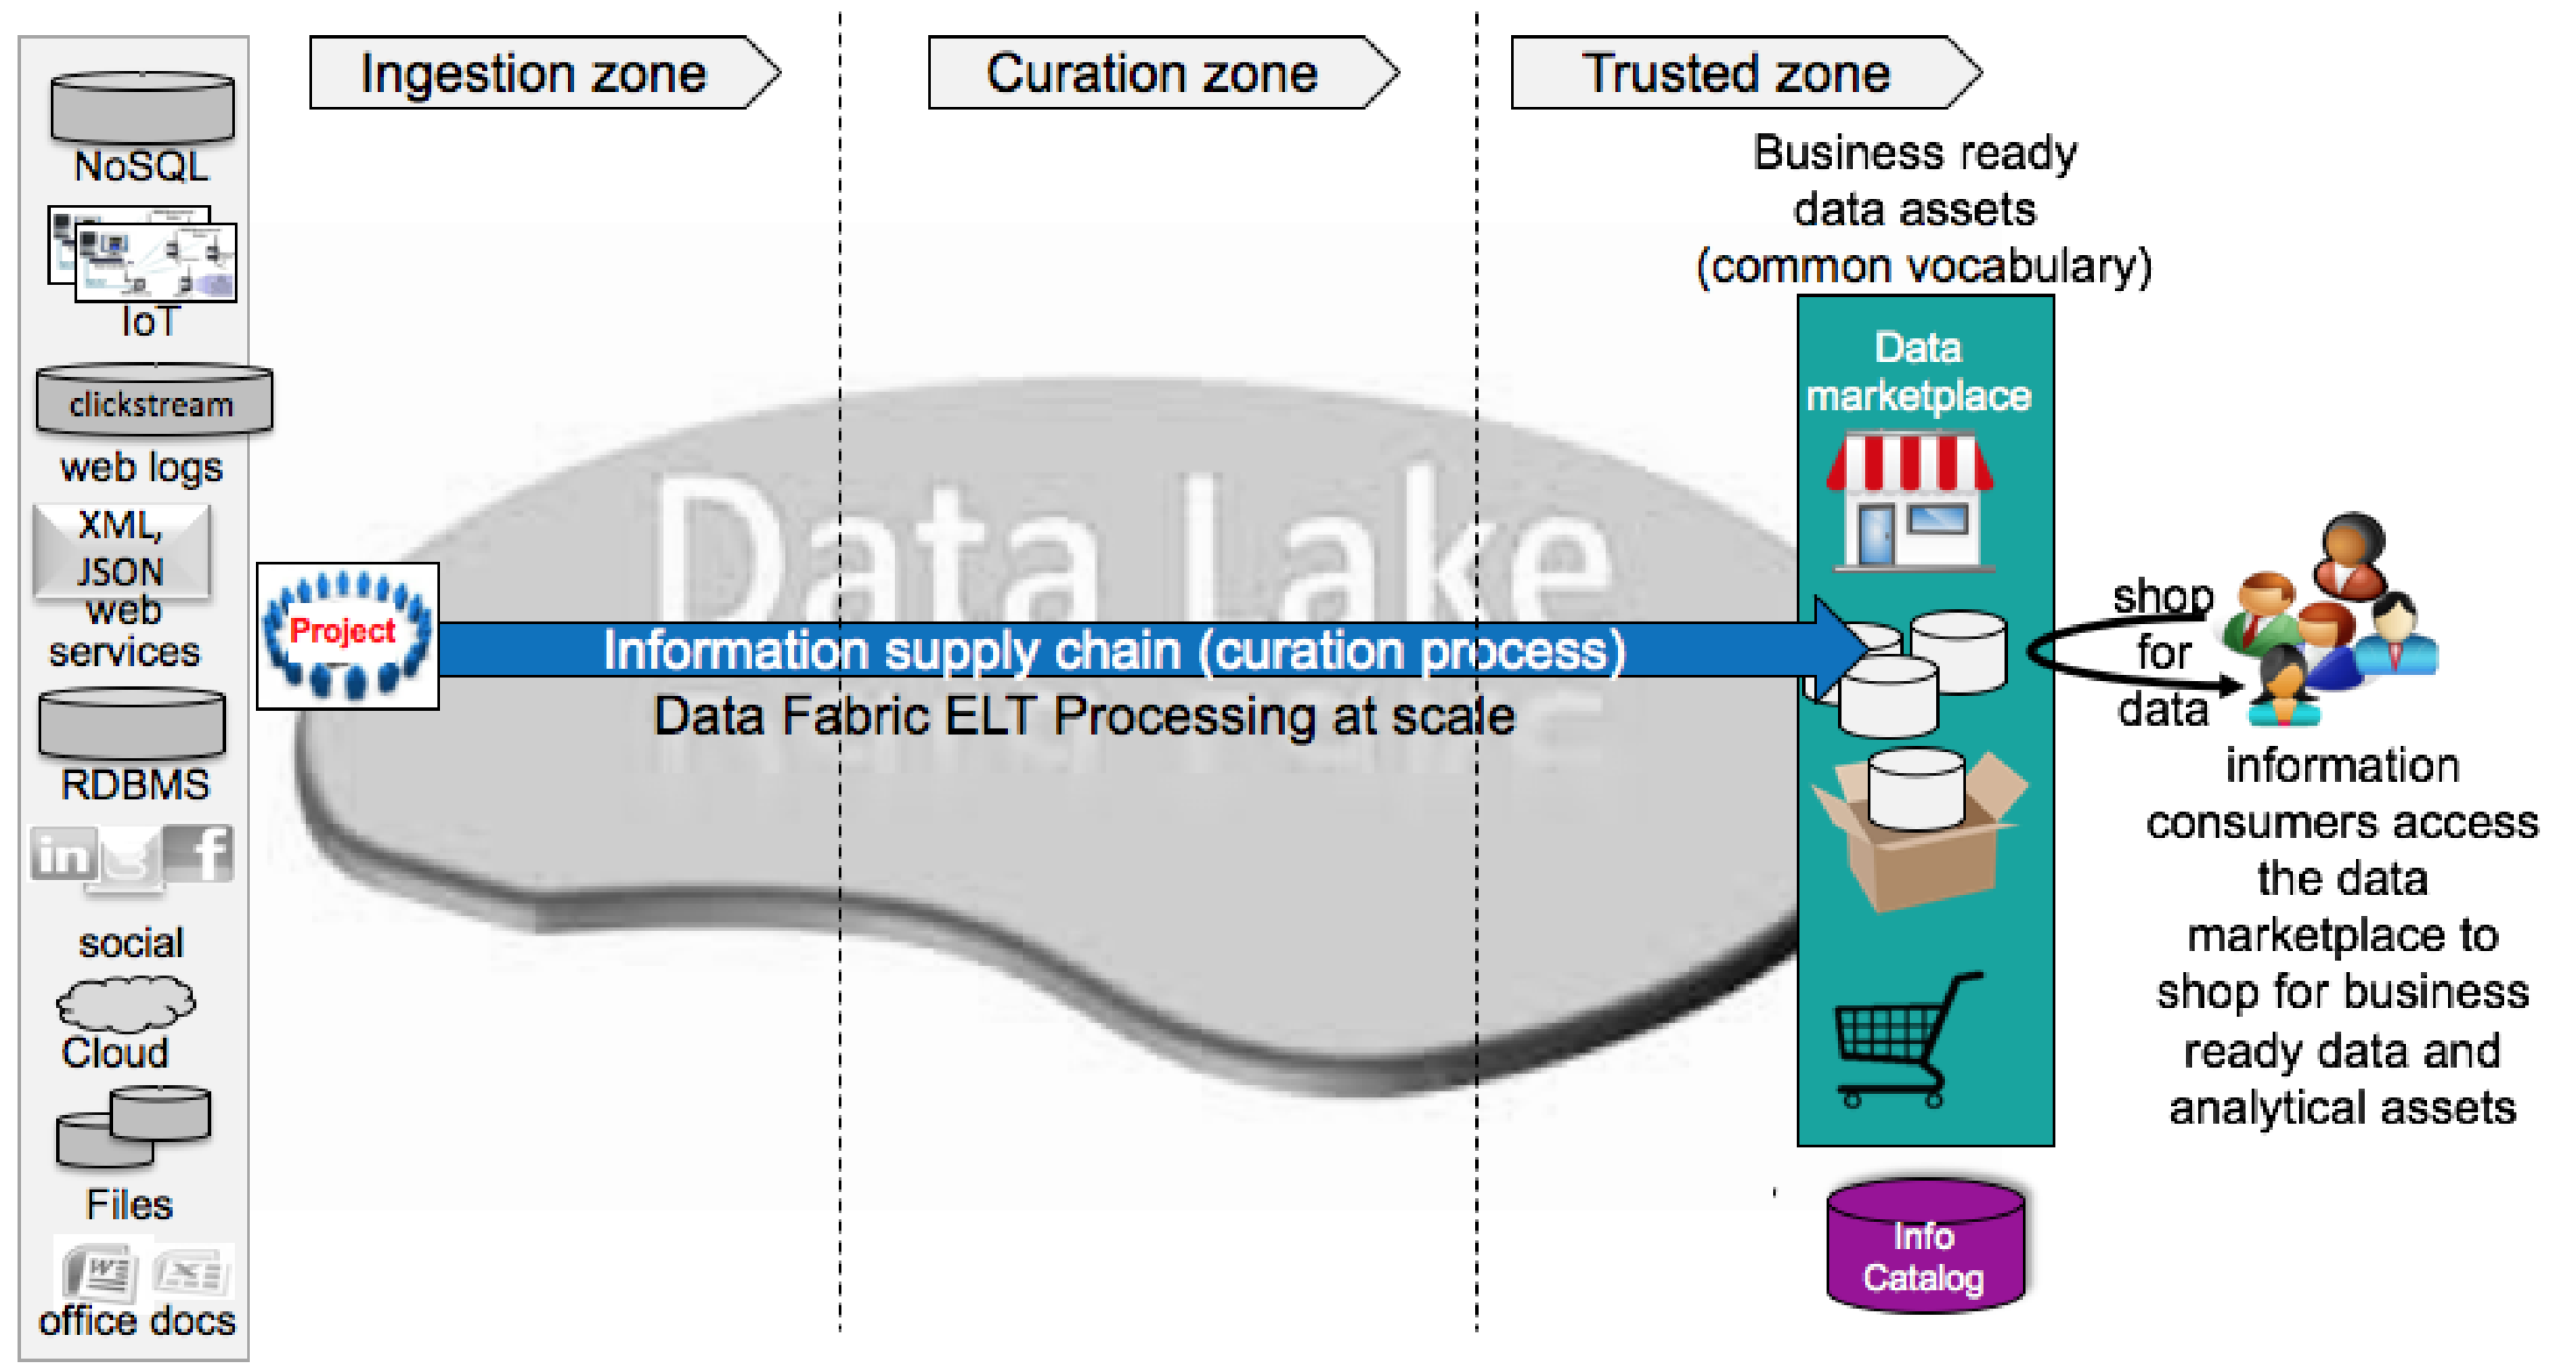 Ingestion zone
Curation zone
Trusted zone
NoSQL
IoT
clickstream
web logs
XML,
JSON
web
services
RDBMS
in
f
social
Cloud
Files
W
X
office docs
Project
Data Lake
Information supply chain (curation process)
Data Fabric ELT Processing at scale
Business ready
data assets
(common vocabulary)
Data
marketplace
Info
Catalog
shop
for
data
information
consumers access
the data
marketplace to
shop for business
ready data and
analytical assets